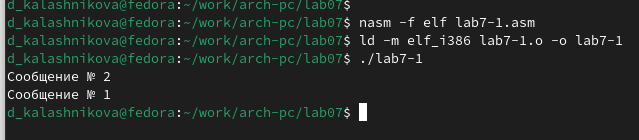 d_kalashnikova@fedora:~/work/arch-pc/lab07$
d_kalashnikova@fedora:~/work/arch-pc/lab07$ nasm -f elf lab7-1.asm
d_kalashnikova@fedora:~/work/arch-pc/lab07$ ld -m elf_i386 lab7-1.o -o lab7-1
d_kalashnikova@fedora:~/work/arch-pc/lab07$ ./lab7-1
Сообщение № 2
Сообщение № 1
d_kalashnikova@fedora:~/work/arch-pc/lab07$